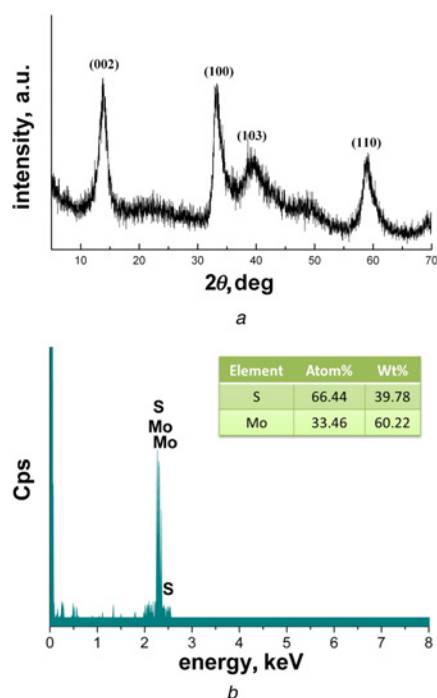 (002)
(100)
(103)
(110)
intensity, a.u.
10 20 30 40 50 60 70
2θ, deg
a
Element Atom% Wt%
S 66.44 39.78
Mo 33.46 60.22
S
Mo
Mo
S
Cps
0 1 2 3 4 5 6 7 8
energy, keV
b